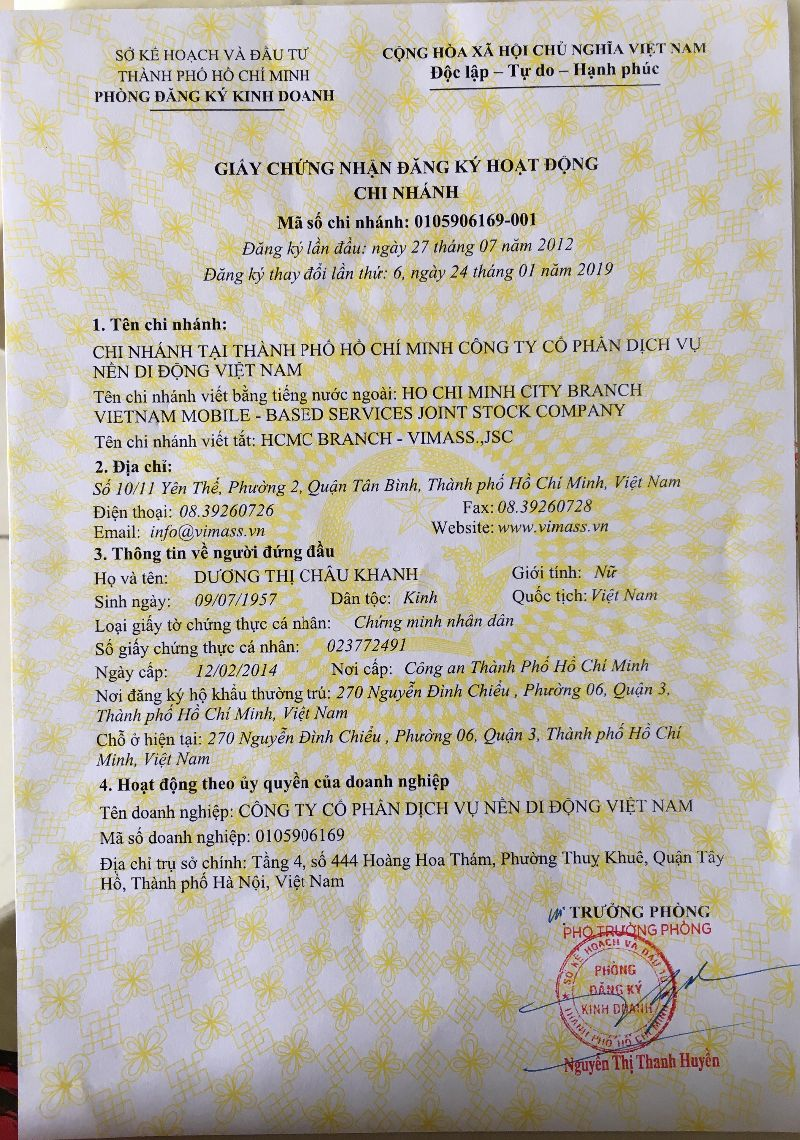 SỞ KẾ HOẠCH VÀ ĐẦU TƯ
THÀNH PHỐ HỒ CHÍ MINH
PHÒNG ĐĂNG KÝ KINH DOANH
CỘNG HÒA XÃ HỘI CHỦ NGHĨA VIỆT NAM
Độc lập – Tự do – Hạnh phúc
GIẤY CHỨNG NHẬN ĐĂNG KÝ HOẠT ĐỘNG
CHI NHÁNH
Mã số chi nhánh: 0105906169-001
Đăng ký lần đầu: ngày 27 tháng 07 năm 2012
Đăng ký thay đổi lần thứ: 6, ngày 24 tháng 01 năm 2019
1. Tên chi nhánh:
CHI NHÁNH TẠI THÀNH PHỐ HỒ CHÍ MINH CÔNG TY CỔ PHẦN DỊCH VỤ
NỀN DI ĐỘNG VIỆT NAM
Tên chi nhánh viết bằng tiếng nước ngoài: HO CHI MINH CITY BRANCH
VIETNAM MOBILE - BASED SERVICES JOINT STOCK COMPANY
Tên chi nhánh viết tắt: HCMC BRANCH - VIMASS.,JSC
2. Địa chỉ:
Số 10/11 Yên Thế, Phường 2, Quận Tân Bình, Thành phố Hồ Chí Minh, Việt Nam
Điện thoại: 08.39260726 Fax: 08.39260728
Email: info@vimass.vn Website: www.vimass.vn
3. Thông tin về người đứng đầu
Họ và tên: DƯƠNG THỊ CHÂU KHANH Giới tính: Nữ
Sinh ngày: 09/07/1957 Dân tộc: Kinh Quốc tịch: Việt Nam
Loại giấy tờ chứng thực cá nhân: Chứng minh nhân dân
Số giấy chứng thực cá nhân: 023772491
Ngày cấp: 12/02/2014 Nơi cấp: Công an Thành Phố Hồ Chí Minh
Nơi đăng ký hộ khẩu thường trú: 270 Nguyễn Đình Chiểu , Phường 06, Quận 3,
Thành phố Hồ Chí Minh, Việt Nam
Chỗ ở hiện tại: 270 Nguyễn Đình Chiểu , Phường 06, Quận 3, Thành phố Hồ Chí
Minh, Việt Nam
4. Hoạt động theo ủy quyền của doanh nghiệp
Tên doanh nghiệp: CÔNG TY CỔ PHẦN DỊCH VỤ NỀN DI ĐỘNG VIỆT NAM
Mã số doanh nghiệp: 0105906169
Địa chỉ trụ sở chính: Tầng 4, số 444 Hoàng Hoa Thám, Phường Thuỵ Khuê, Quận Tây
Hồ, Thành phố Hà Nội, Việt Nam
TRƯỞNG PHÒNG
PHÓ TRƯỞNG PHÒNG
SỞ KẾ HOẠCH VÀ ĐẦU TƯ
PHÒNG
ĐĂNG KÝ
KINH DOANH
THÀNH PHỐ HỒ CHÍ MINH
Nguyễn Thị Thanh Huyền